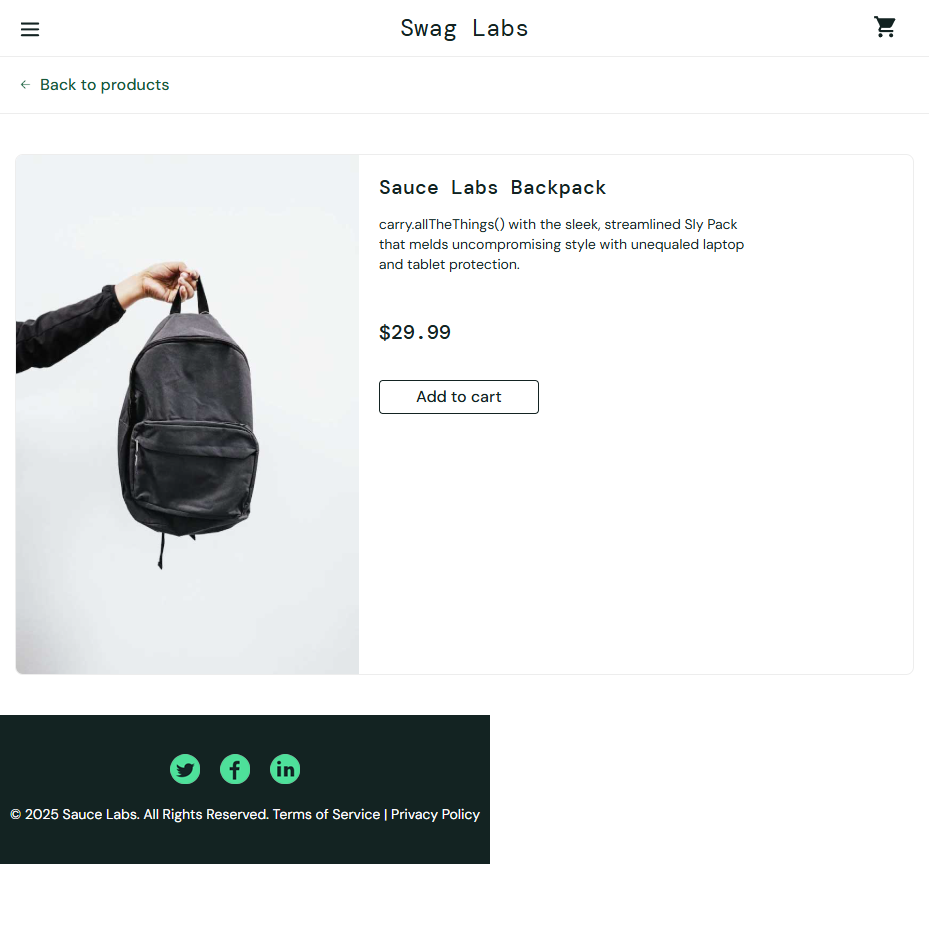 Swag Labs
Back to products
Sauce Labs Backpack
carry.allTheThings() with the sleek, streamlined Sly Pack
that melds uncompromising style with unequaled laptop
and tablet protection.
$29.99
Add to cart
© 2025 Sauce Labs. All Rights Reserved. Terms of Service | Privacy Policy